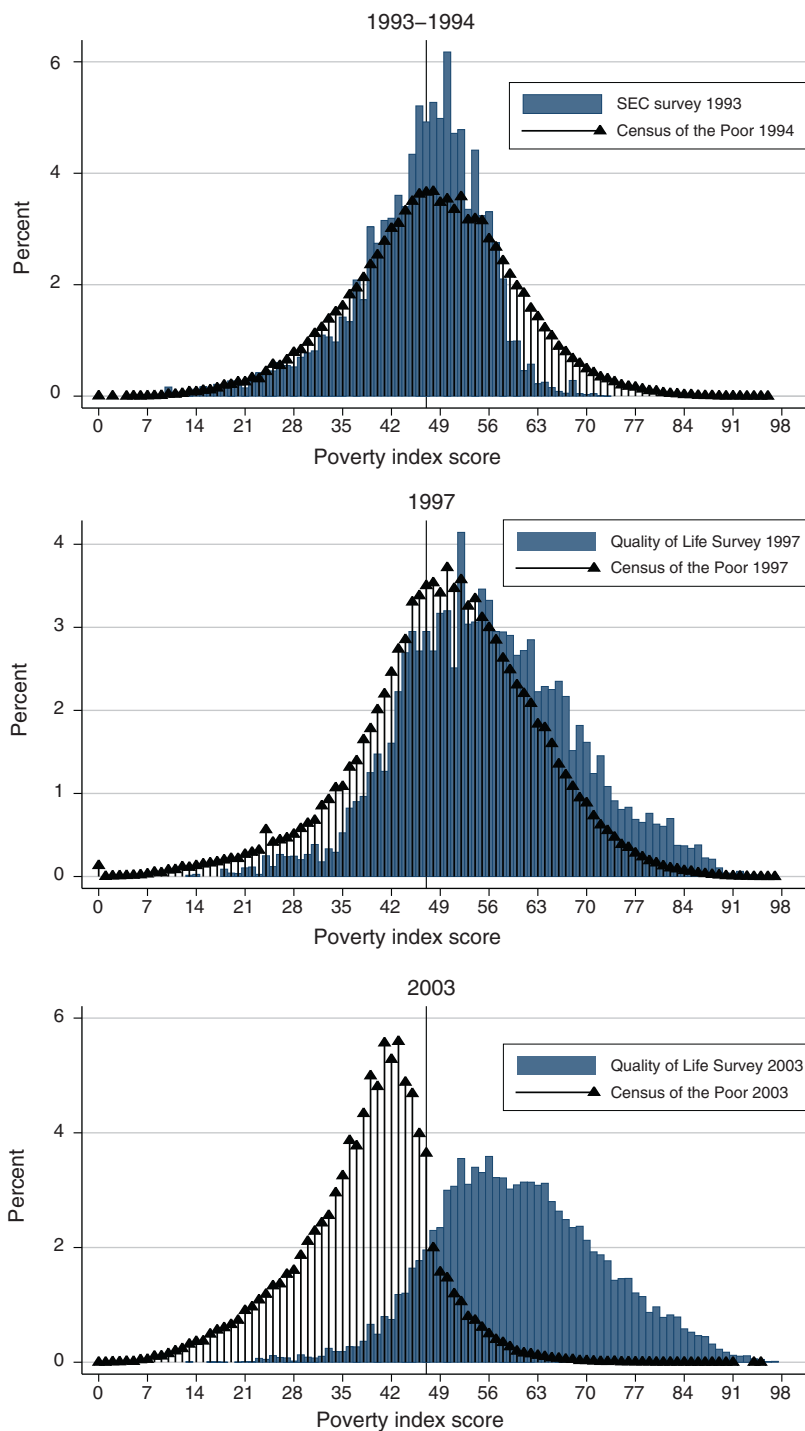 1993–1994
6
4
2
0
Percent
SEC survey 1993
Census of the Poor 1994
0 7 14 21 28 35 42 49 56 63 70 77 84 91 98
Poverty index score
1997
4
3
2
1
0
Percent
Quality of Life Survey 1997
Census of the Poor 1997
0 7 14 21 28 35 42 49 56 63 70 77 84 91 98
Poverty index score
2003
6
4
2
0
Percent
Quality of Life Survey 2003
Census of the Poor 2003
0 7 14 21 28 35 42 49 56 63 70 77 84 91 98
Poverty index score